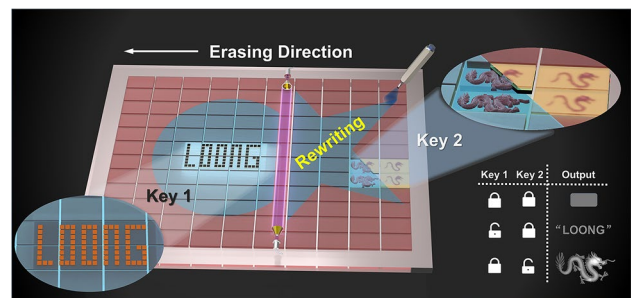 Erasing Direction
LOONG
Rewriting
Key 1
Key 2
LOONG
Key 1 Key 2 Output
"LOONG"